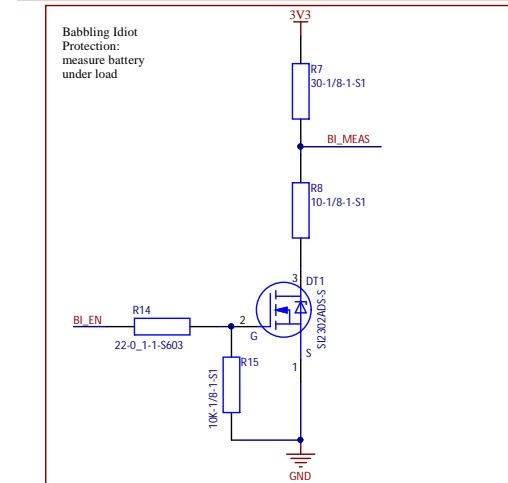 3V3
Babbling Idiot
Protection:
measure battery
under load
R7
30-1/8-1-S1
BI_MEAS
R8
10-1/8-1-S1
3
DT1
SI2302ADS-S
R14
BI_EN
2
22-0_1-1-S603
G
S
R15
10K-1/8-1-S1
1
GND